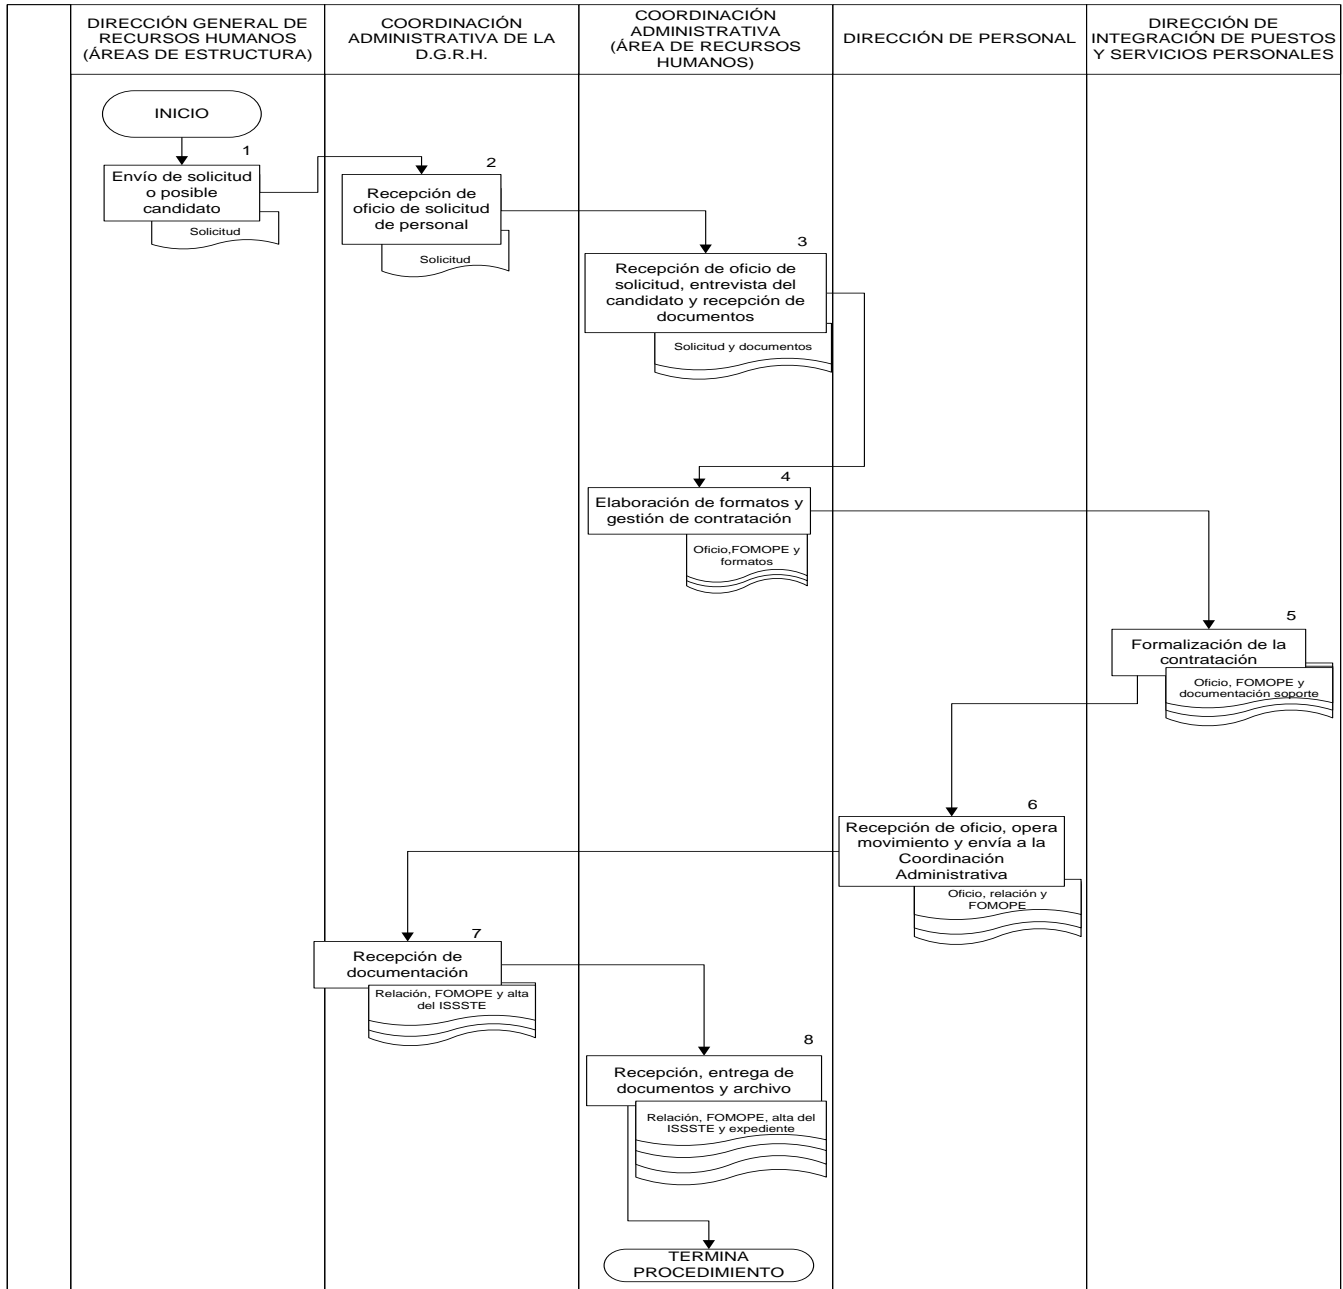 DIRECCIÓN GENERAL DE
RECURSOS HUMANOS
(ÁREAS DE ESTRUCTURA)
COORDINACIÓN
ADMINISTRATIVA DE LA
D.G.R.H.
COORDINACIÓN
ADMINISTRATIVA
(ÁREA DE RECURSOS
HUMANOS)
DIRECCIÓN DE PERSONAL
DIRECCIÓN DE
INTEGRACIÓN DE PUESTOS
Y SERVICIOS PERSONALES
INICIO
1
Envío de solicitud
o posible
candidato
Solicitud
2
Recepción de
oficio de solicitud
de personal
Solicitud
3
Recepción de oficio de
solicitud, entrevista del
candidato y recepción de
documentos
Solicitud y documentos
4
Elaboración de formatos y
gestión de contratación
Oficio,FOMOPE y
formatos
5
Formalización de la
contratación
Oficio, FOMOPE y
documentación soporte
6
Recepción de oficio, opera
movimiento y envía a la
Coordinación
Administrativa
Oficio, relación y
FOMOPE
7
Recepción de
documentación
Relación, FOMOPE y alta
del ISSSTE
8
Recepción, entrega de
documentos y archivo
Relación, FOMOPE, alta del
ISSSTE y expediente
TERMINA
PROCEDIMIENTO